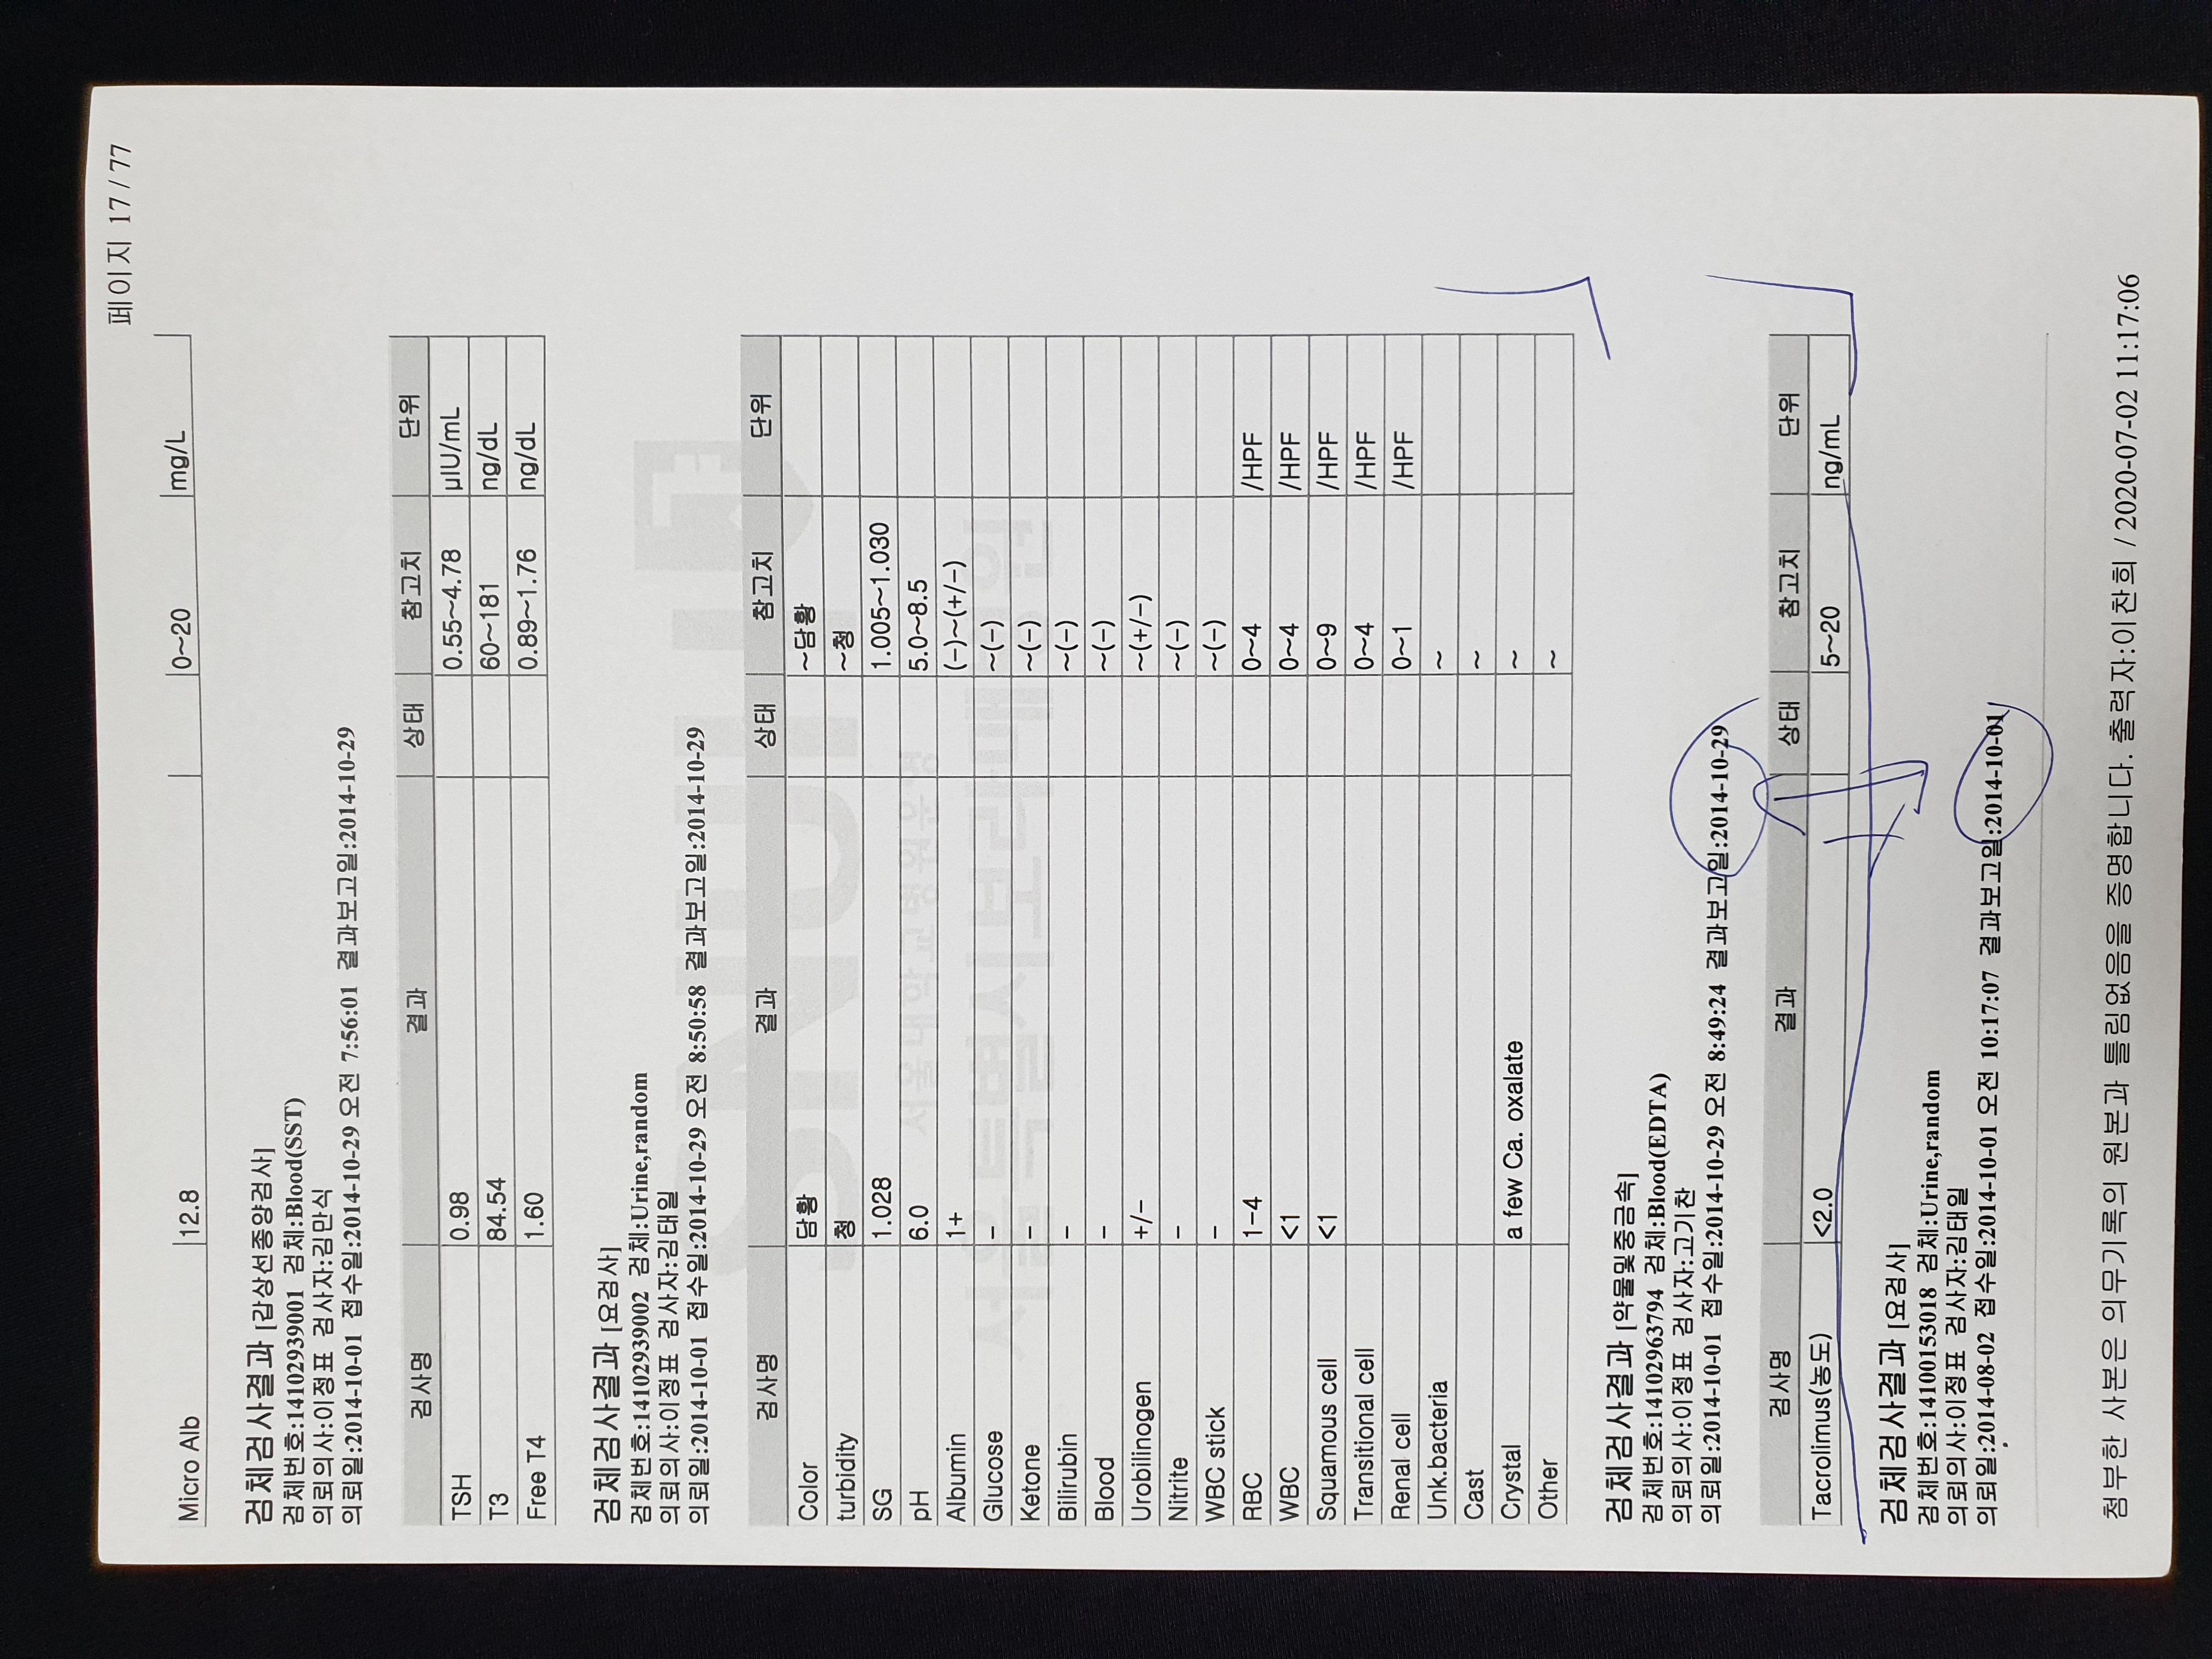 페이지 17 / 77
Micro Alb 12.8 0~20 mg/L
검체검사결과 [갑상선종양검사]
검체번호:14102939001 검체:Blood(SST)
의뢰의사:이정표 검사자:김만식
의뢰일:2014-10-01 접수일:2014-10-29 오전 7:56:01 결과보고일:2014-10-29
검사명 결과 상태 참고치 단위
TSH 0.98 0.55~4.78 µIU/mL
T3 84.54 60~181 ng/dL
Free T4 1.60 0.89~1.76 ng/dL
검체검사결과 [요검사]
검체번호:14102939002 검체:Urine,random
의뢰의사:이정표 검사자:김태일
의뢰일:2014-10-01 접수일:2014-10-29 오전 8:50:58 결과보고일:2014-10-29
검사명 결과 상태 참고치 단위
Color 담황 ~담황
turbidity 청 ~청
SG 1.028 1.005~1.030
pH 6.0 5.0~8.5
Albumin 1+ (−)~(+/−)
Glucose − ~(−)
Ketone − ~(−)
Bilirubin − ~(−)
Blood − ~(−)
Urobilinogen +/− ~(+/−)
Nitrite − ~(−)
WBC stick − ~(−)
RBC 1−4 0~4 /HPF
WBC <1 0~4 /HPF
Squamous cell <1 0~9 /HPF
Transitional cell 0~4 /HPF
Renal cell 0~1 /HPF
Unk.bacteria ~
Cast ~
Crystal a few Ca. oxalate ~
Other ~
검체검사결과 [약물및중금속]
검체번호:14102963794 검체:Blood(EDTA)
의뢰의사:이정표 검사자:고기찬
의뢰일:2014-10-01 접수일:2014-10-29 오전 8:49:24 결과보고일:2014-10-29
검사명 결과 상태 참고치 단위
Tacrolimus(농도) <2.0 5~20 ng/mL
검체검사결과 [요검사]
검체번호:14100153018 검체:Urine,random
의뢰의사:이정표 검사자:김태일
의뢰일:2014-08-02 접수일:2014-10-01 오전 10:17:07 결과보고일:2014-10-01
첨부한 사본은 의무기록의 원본과 틀림없음을 증명합니다. 출력자:이찬희 / 2020-07-02 11:17:06
SNUH
서울대학교병원운영
서울특별시보라매병원